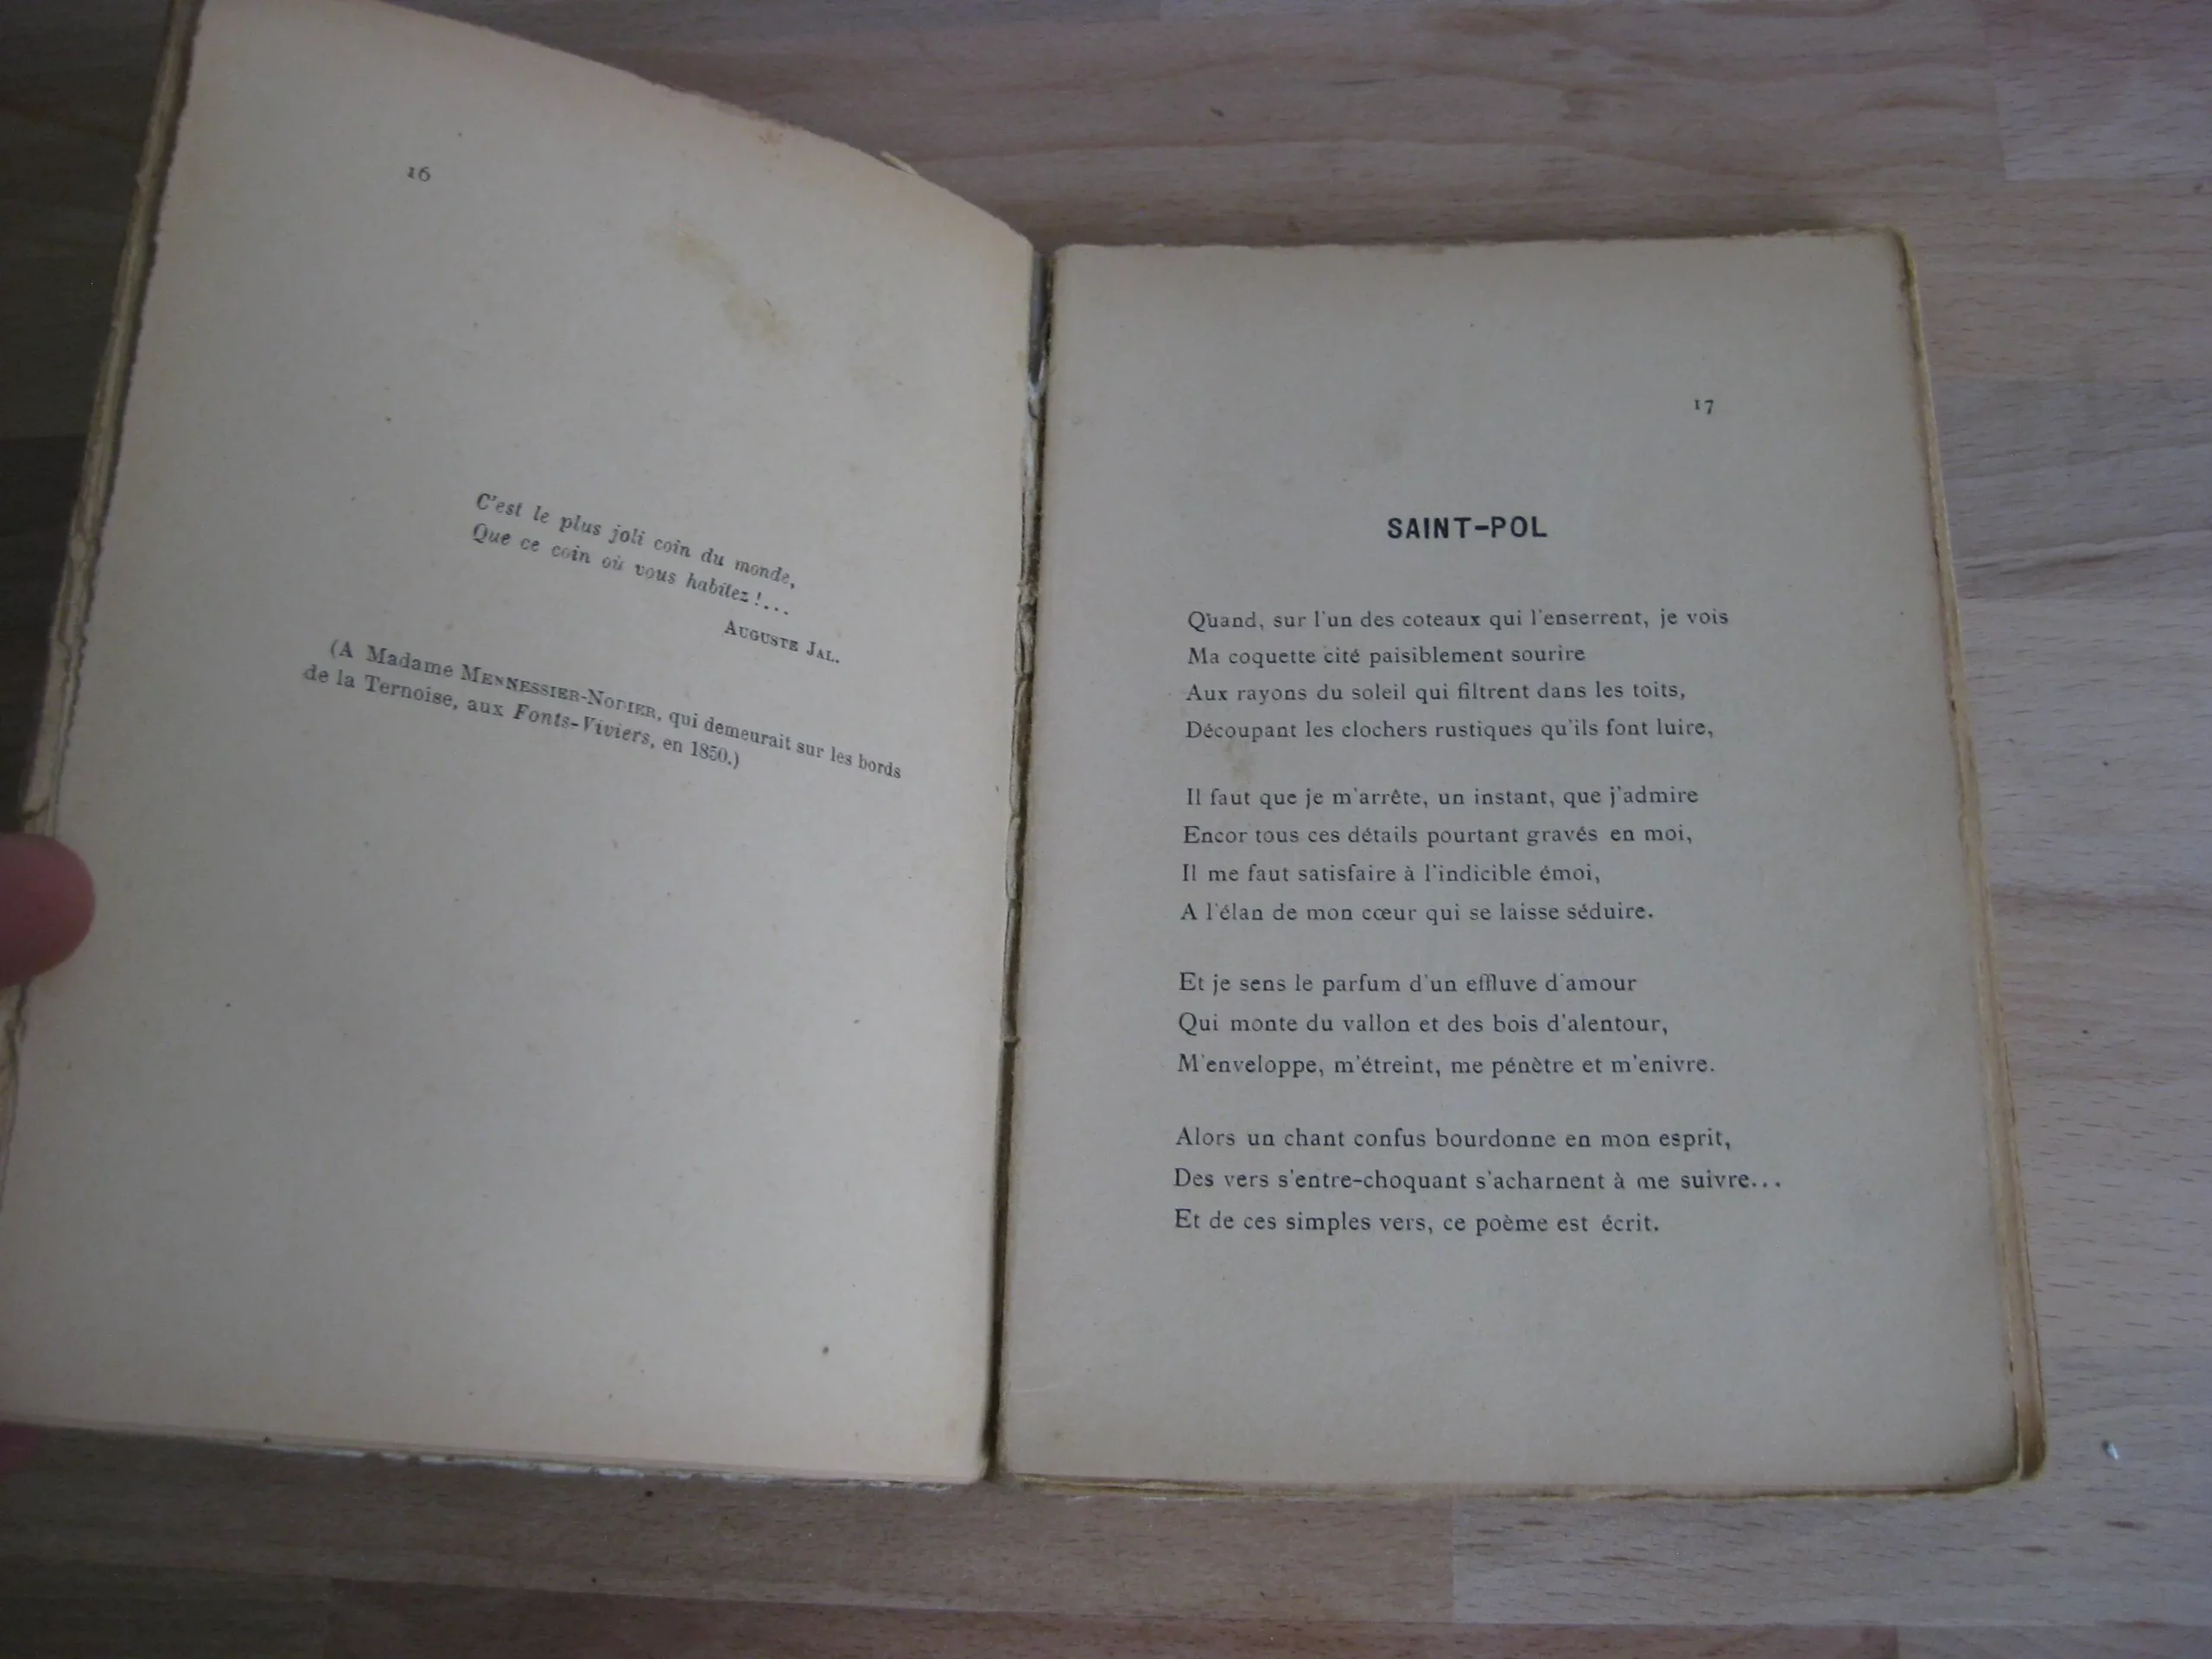 16
C'est le plus joli coin du monde,
Que ce coin où vous habitez !...
AUGUSTE JAL.
(A Madame MENNESSIER-NODIER, qui demeurait sur les bords
de la Ternoise, aux Fonts-Viviers, en 1850.)
17
SAINT-POL
Quand, sur l'un des coteaux qui l'enserrent, je vois
Ma coquette cité paisiblement sourire
Aux rayons du soleil qui filtrent dans les toits,
Découpant les clochers rustiques qu'ils font luire,
Il faut que je m'arrête, un instant, que j'admire
Encor tous ces détails pourtant gravés en moi,
Il me faut satisfaire à l'indicible émoi,
A l'élan de mon cœur qui se laisse séduire.
Et je sens le parfum d'un effluve d'amour
Qui monte du vallon et des bois d'alentour,
M'enveloppe, m'étreint, me pénètre et m'enivre.
Alors un chant confus bourdonne en mon esprit,
Des vers s'entre-choquant s'acharnent à me suivre...
Et de ces simples vers, ce poème est écrit.